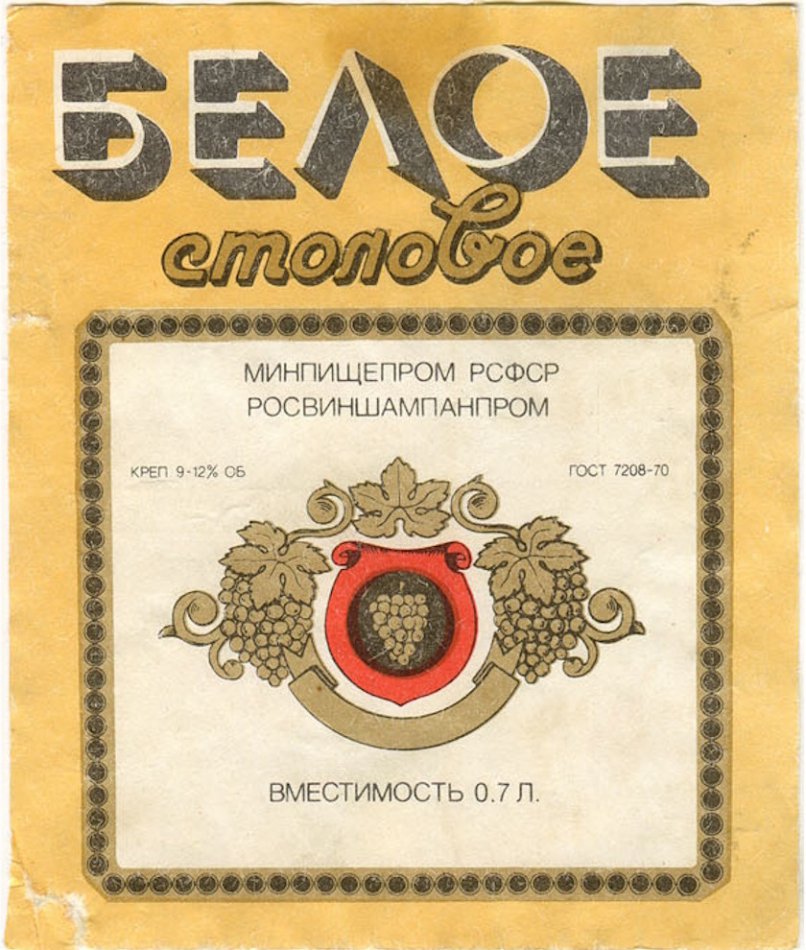 БЕЛОЕ
столовое
МИНПИЩЕПРОМ РСФСР
РОСВИНШАМПАНПРОМ
КРЕП. 9-12% ОБ
ГОСТ 7208-70
ВМЕСТИМОСТЬ 0.7 Л.